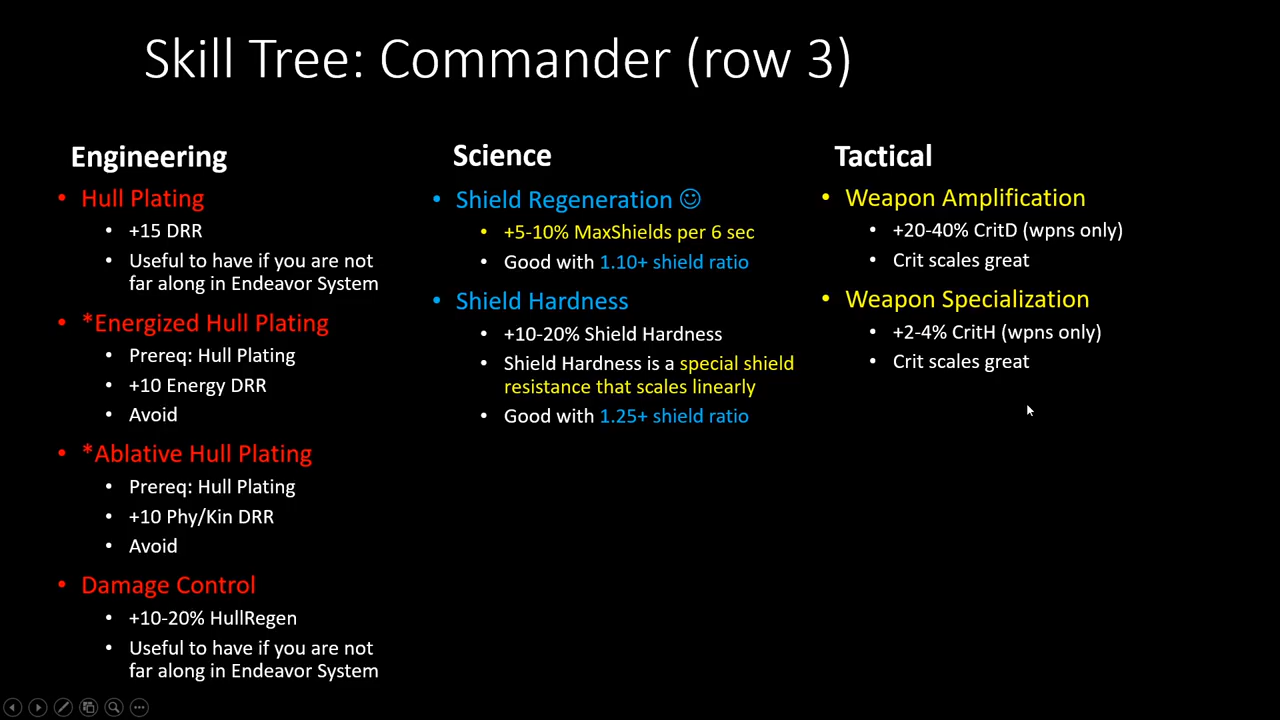 Skill Tree: Commander (row 3)
Engineering
• Hull Plating
• +15 DRR
• Useful to have if you are not
far along in Endeavor System
• *Energized Hull Plating
• Prereq: Hull Plating
• +10 Energy DRR
• Avoid
• *Ablative Hull Plating
• Prereq: Hull Plating
• +10 Phy/Kin DRR
• Avoid
• Damage Control
• +10-20% HullRegen
• Useful to have if you are not
far along in Endeavor System
Science
• Shield Regeneration ☺
• +5-10% MaxShields per 6 sec
• Good with 1.10+ shield ratio
• Shield Hardness
• +10-20% Shield Hardness
• Shield Hardness is a special shield
resistance that scales linearly
• Good with 1.25+ shield ratio
Tactical
• Weapon Amplification
• +20-40% CritD (wpns only)
• Crit scales great
• Weapon Specialization
• +2-4% CritH (wpns only)
• Crit scales great